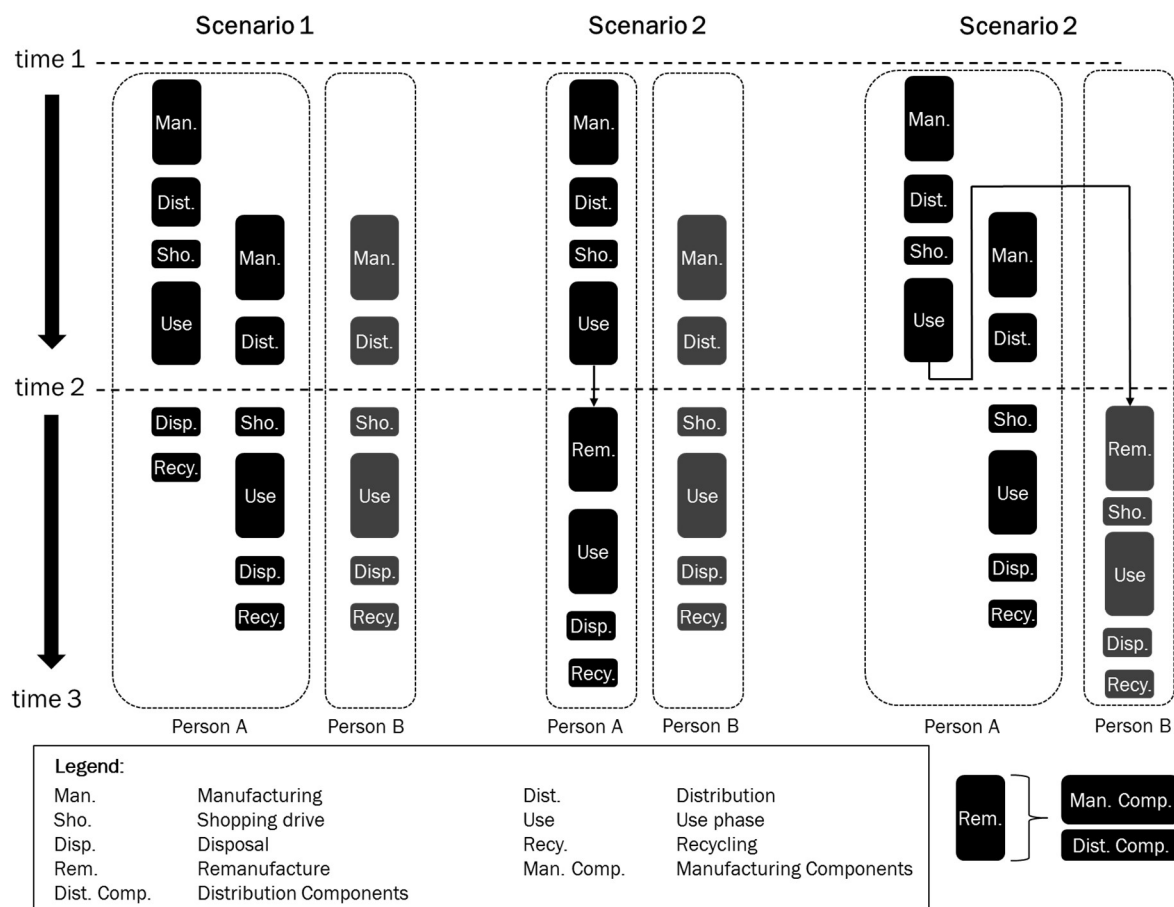 Scenario 1 Scenario 2 Scenario 2
time 1
Man. Man. Man.
Dist. Dist. Dist.
Sho. Man. Man. Sho. Man. Sho. Man.
Use Dist. Dist. Use Dist. Use Dist.
time 2
Disp. Sho. Sho. Rem. Sho. Sho. Rem.
Recy. Use Use Use Use Use Sho.
Use
Disp. Disp. Disp. Disp. Disp. Disp.
Recy. Recy. Recy. Recy. Recy. Recy.
time 3
Person A Person B Person A Person B Person A Person B
Legend:
Man. Manufacturing Dist. Distribution
Sho. Shopping drive Use Use phase
Disp. Disposal Recy. Recycling
Rem. Remanufacture Man. Comp. Manufacturing Components
Dist. Comp. Distribution Components
Rem. Man. Comp.
Dist. Comp.